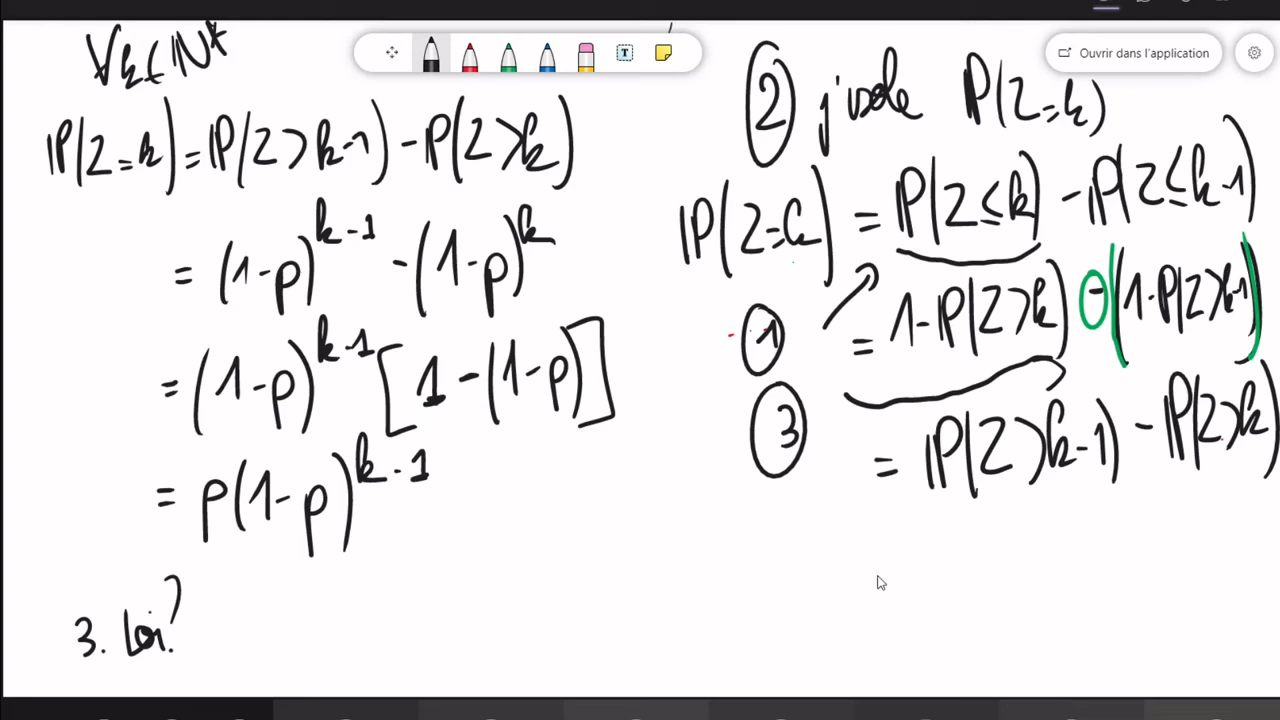 ∀k∈ℕ*
ℙ(Z=k) = ℙ(Z>k-1) - ℙ(Z>k)
= (1-p)^{k-1} - (1-p)^k
= (1-p)^{k-1} [1-(1-p)]
= p(1-p)^{k-1}
3. Loi?
T
Ouvrir dans l'application
② j'isole ℙ(Z=k)
ℙ(Z=k) = ℙ(Z≤k) - ℙ(Z≤k-1)
① = 1-ℙ(Z>k) - (1-ℙ(Z>k-1))
③ = ℙ(Z>k-1) - ℙ(Z>k)